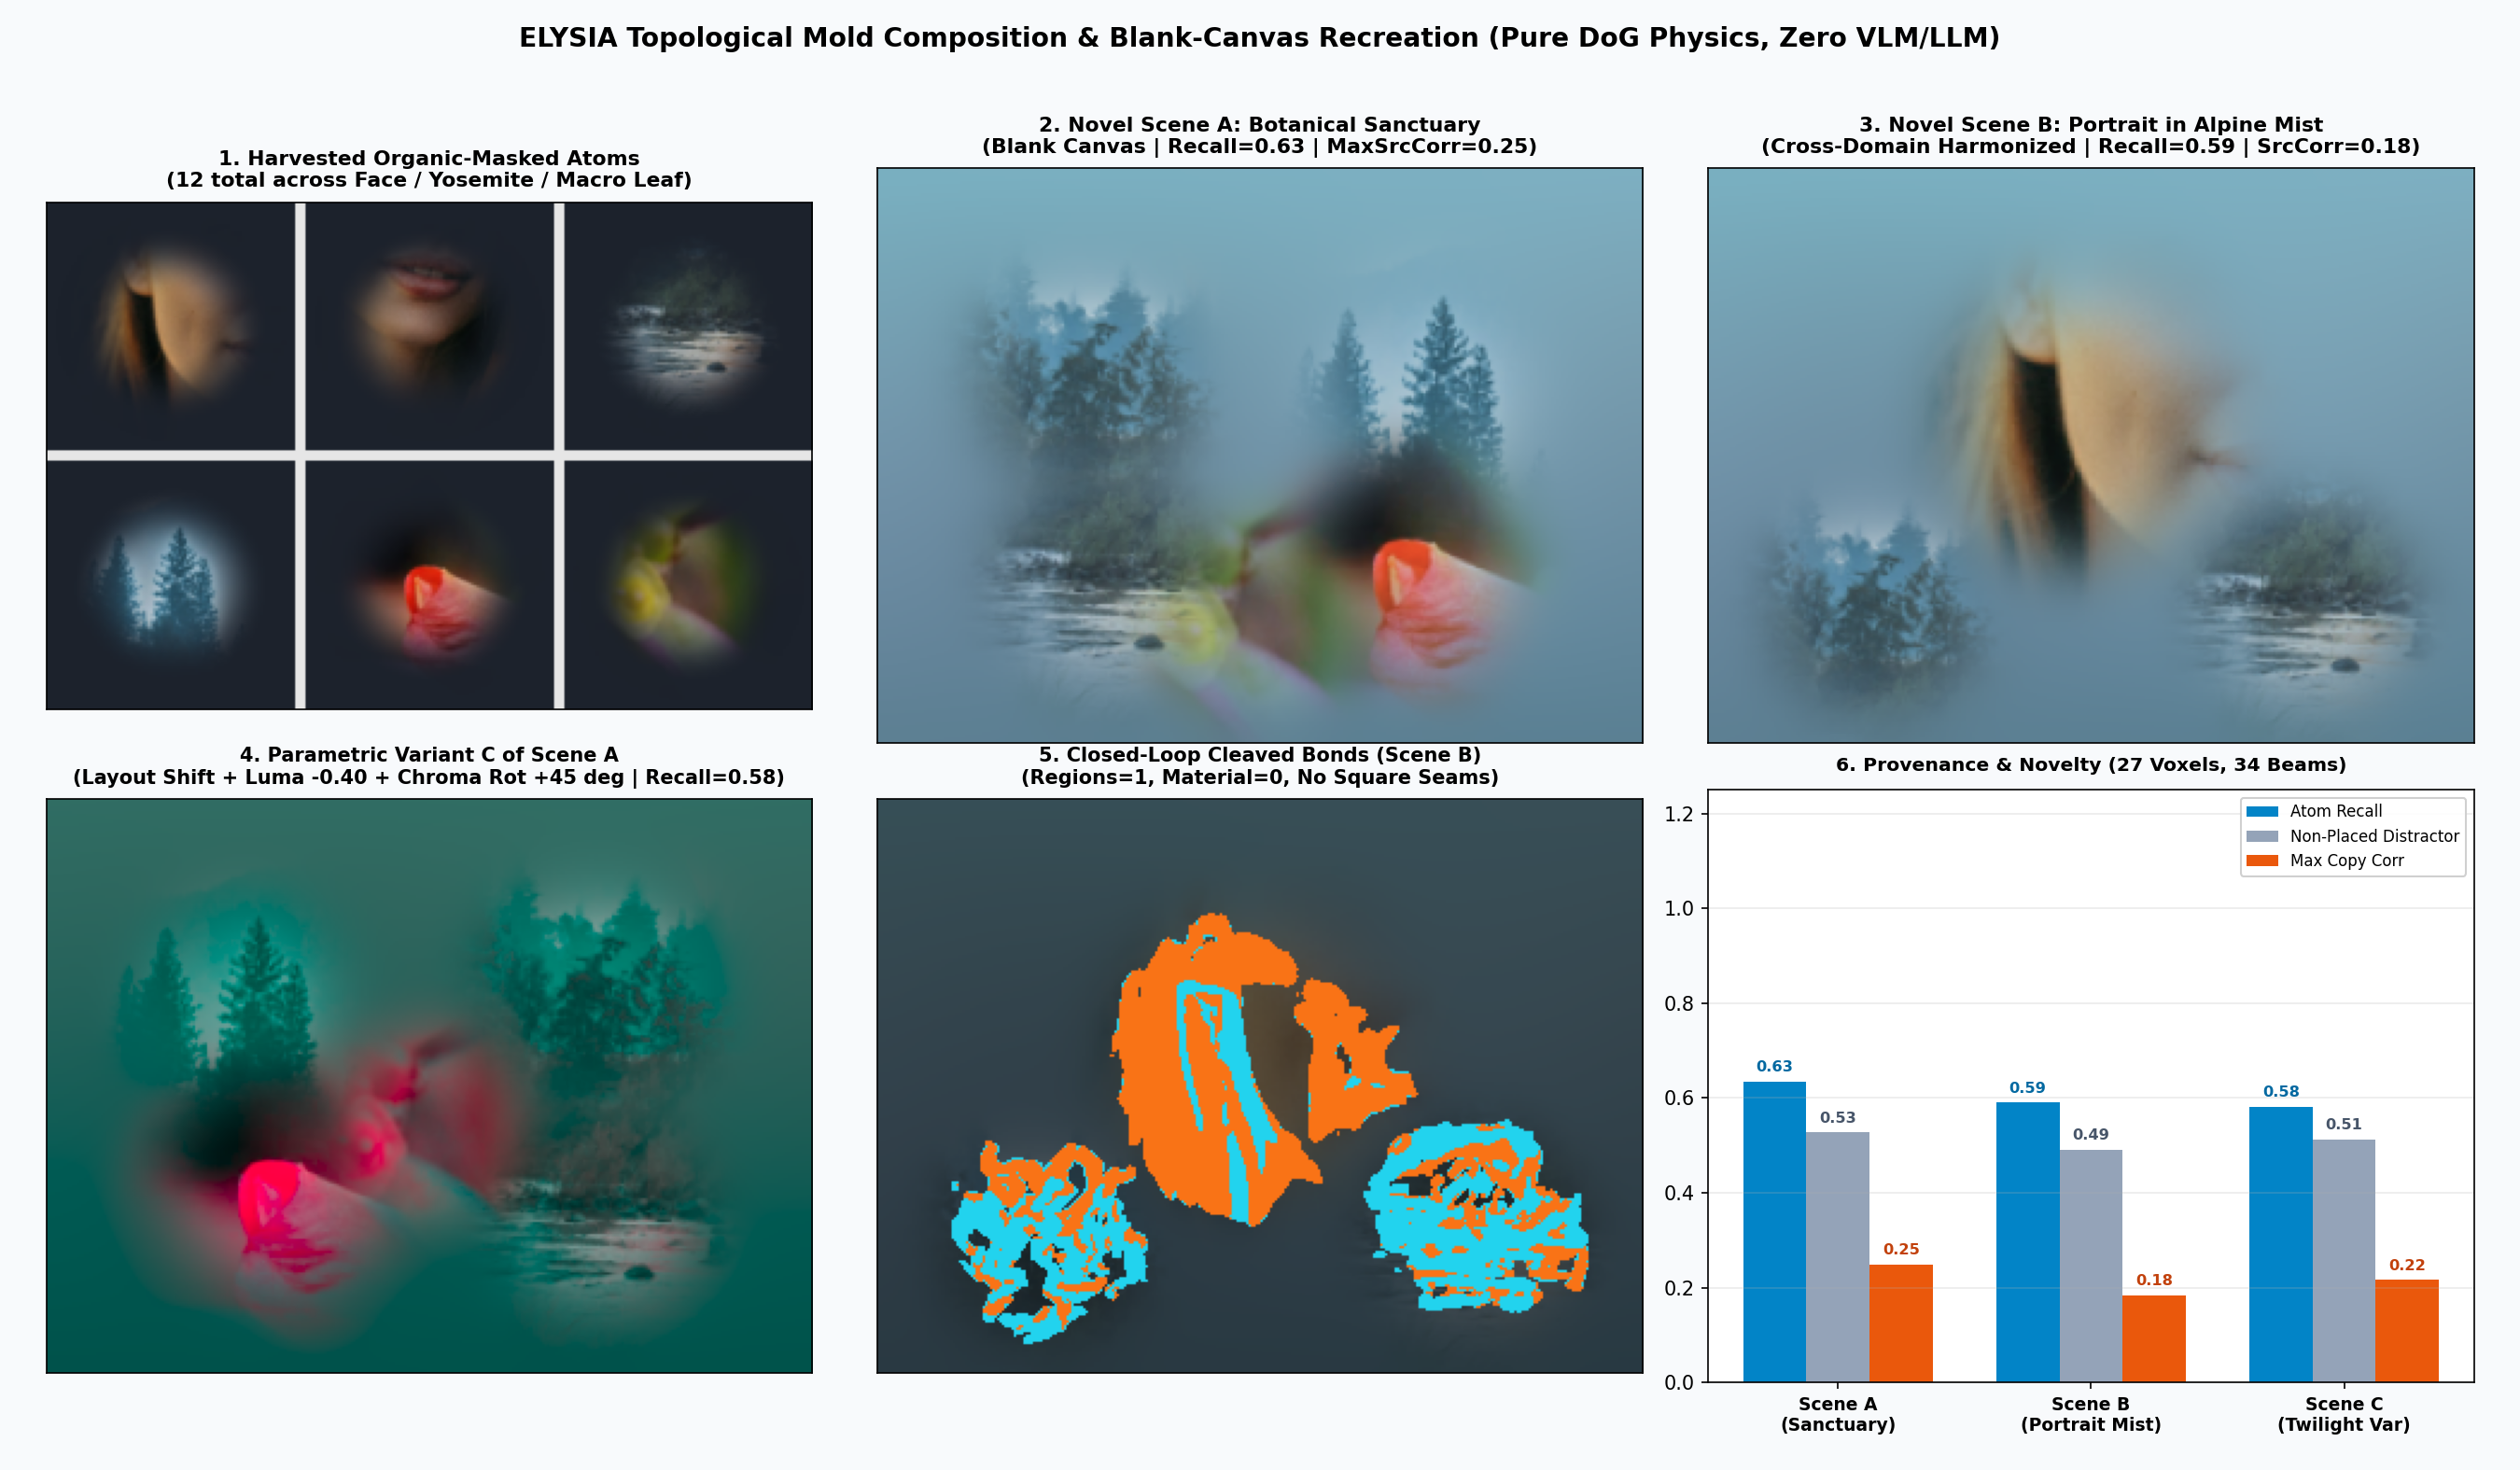 ELYSIA Topological Mold Composition & Blank-Canvas Recreation (Pure DoG Physics, Zero VLM/LLM)
1. Harvested Organic-Masked Atoms
(12 total across Face / Yosemite / Macro Leaf)
2. Novel Scene A: Botanical Sanctuary
(Blank Canvas | Recall=0.63 | MaxSrcCorr=0.25)
3. Novel Scene B: Portrait in Alpine Mist
(Cross-Domain Harmonized | Recall=0.59 | SrcCorr=0.18)
4. Parametric Variant C of Scene A
(Layout Shift + Luma -0.40 + Chroma Rot +45 deg | Recall=0.58)
5. Closed-Loop Cleaved Bonds (Scene B)
(Regions=1, Material=0, No Square Seams)
6. Provenance & Novelty (27 Voxels, 34 Beams)
1.2
1.0
0.8
0.6
0.4
0.2
0.0
Atom Recall
Non-Placed Distractor
Max Copy Corr
0.63
0.53
0.25
0.59
0.49
0.18
0.58
0.51
0.22
Scene A
(Sanctuary)
Scene B
(Portrait Mist)
Scene C
(Twilight Var)